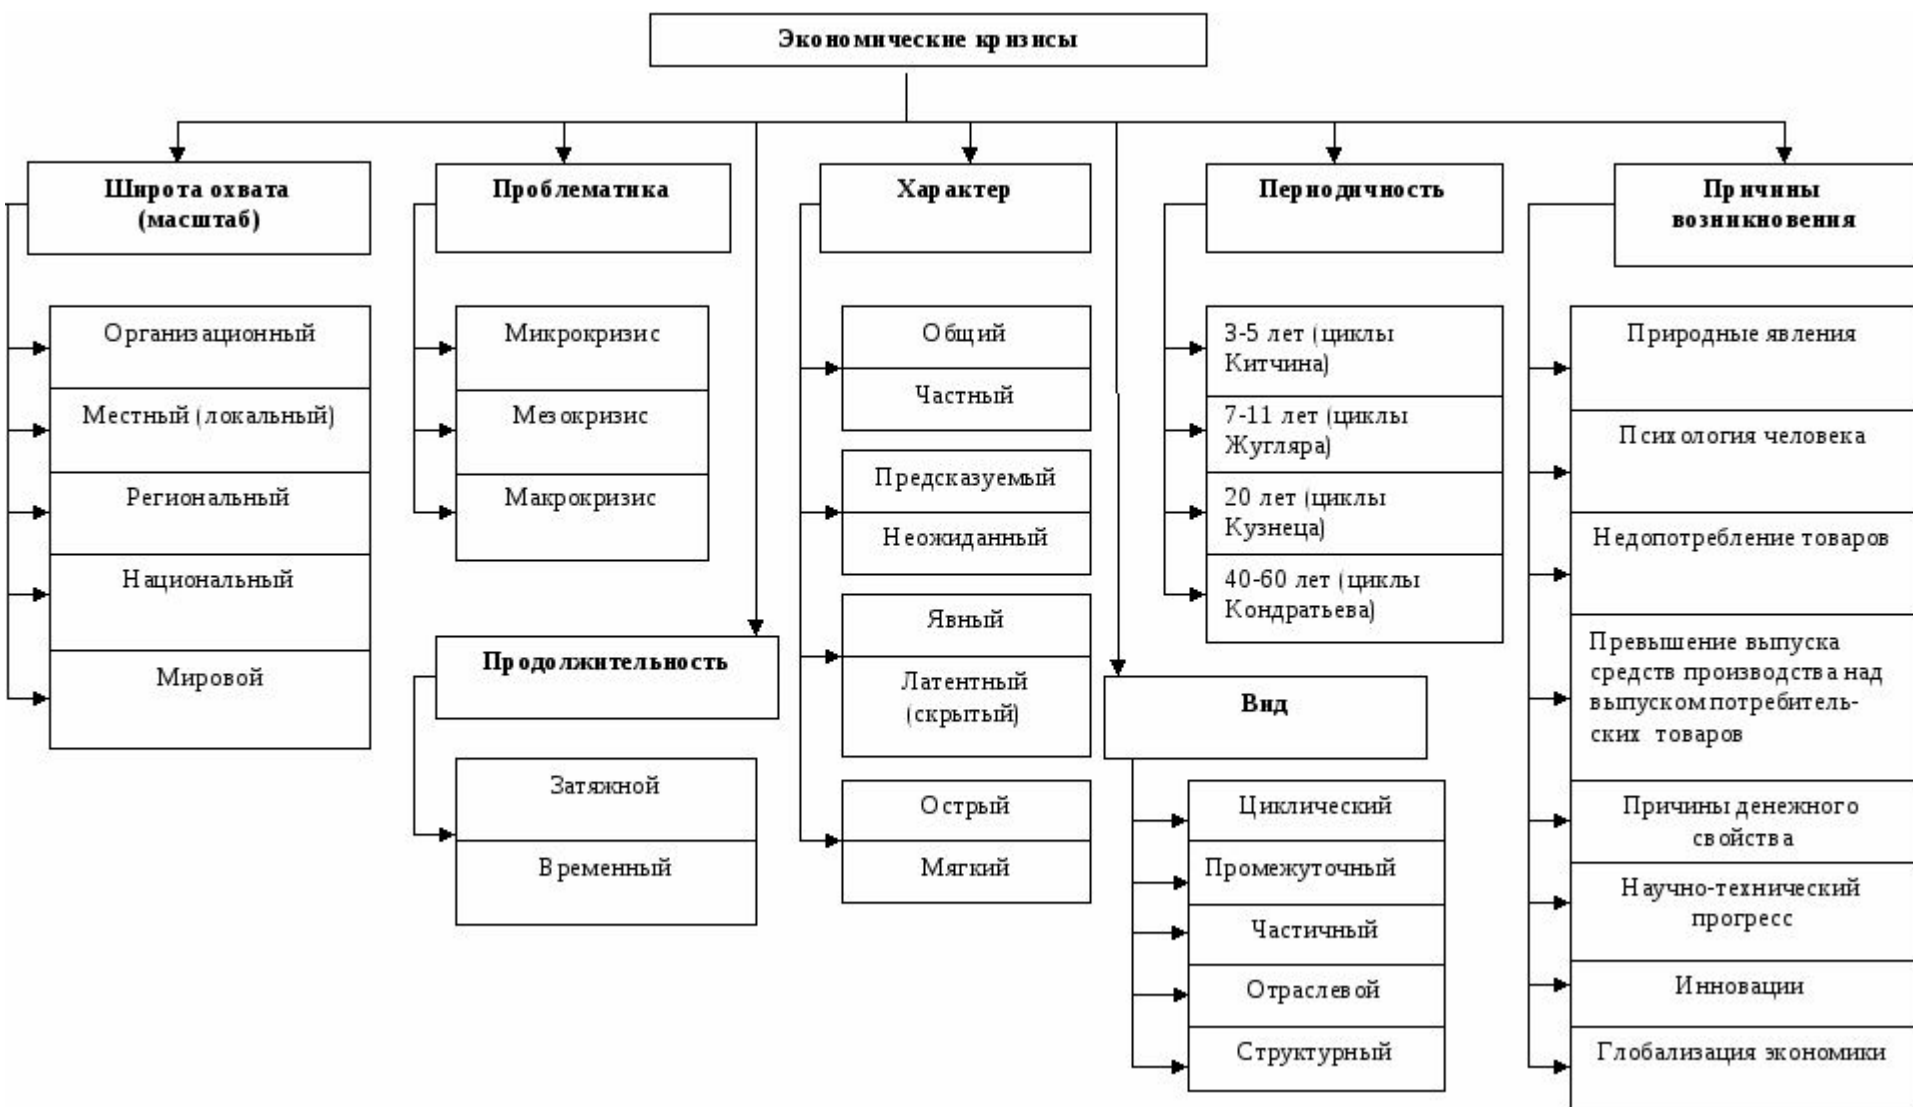 Экономические кризисы
Широта охвата
(масштаб)
Организационный
Местный (локальный)
Региональный
Национальный
Мировой
Проблематика
Микрокризис
Мезокризис
Макрокризис
Продолжительность
Затяжной
Временный
Характер
Общий
Частный
Предсказуемый
Неожиданный
Явный
Латентный
(скрытый)
Острый
Мягкий
Периодичность
3-5 лет (циклы
Китчина)
7-11 лет (циклы
Жугляра)
20 лет (циклы
Кузнеца)
40-60 лет (циклы
Кондратьева)
Вид
Циклический
Промежуточный
Частичный
Отраслевой
Структурный
Причины
возникновения
Природные явления
Психология человека
Недопотребление товаров
Превышение выпуска
средств производства над
выпуском потребитель-
ских товаров
Причины денежного
свойства
Научно-технический
прогресс
Инновации
Глобализация экономики